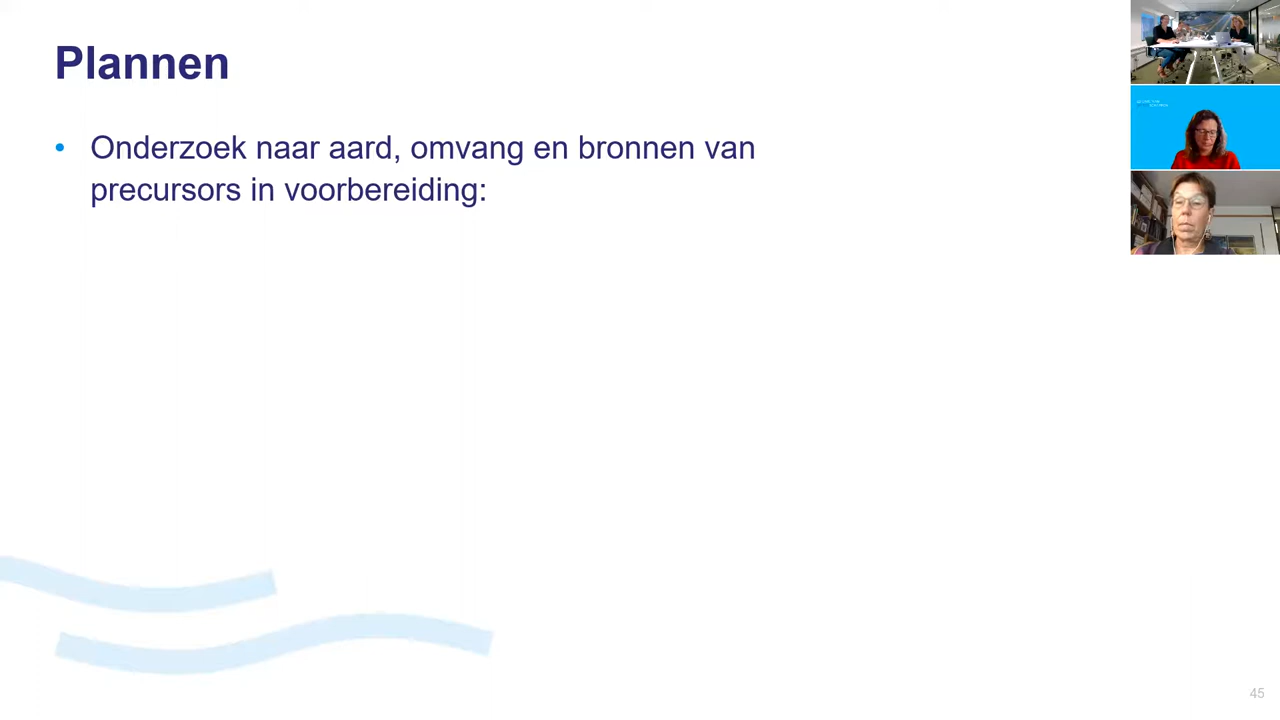 Plannen
• Onderzoek naar aard, omvang en bronnen van
precursors in voorbereiding:
45